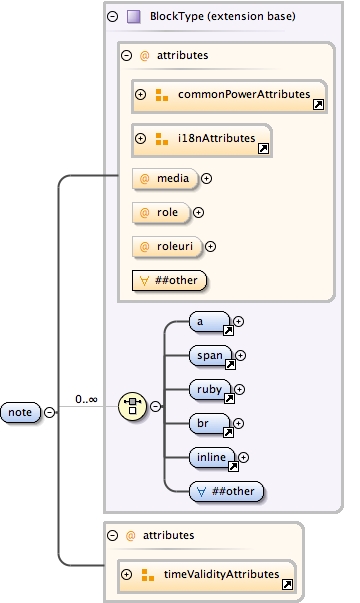 BlockType (extension base)
@ attributes
commonPowerAttributes
i18nAttributes
@ media
@ role
@ roleuri
∀ ##other
a
span
ruby
note
0..∞
br
inline
∀ ##other
@ attributes
timeValidityAttributes